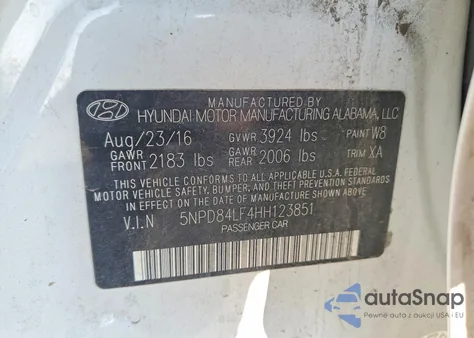 MANUFACTURED BY
HYUNDAI MOTOR MANUFACTURING ALABAMA, LLC
Aug/23/16 GVWR 3924 lbs PAINT W8
GAWR FRONT 2183 lbs GAWR REAR 2006 lbs TRIM XA
THIS VEHICLE CONFORMS TO ALL APPLICABLE U.S.A FEDERAL
MOTOR VEHICLE SAFETY, BUMPER, AND THEFT PREVENTION
STANDARDS IN EFFECT ON THE DATE OF MANUFACTURE
SHOWN ABOVE.
V.I.N 5NPD84LF4HH123851
PASSENGER CAR
autoSnap
Pewne auto z przetargu USA - EU